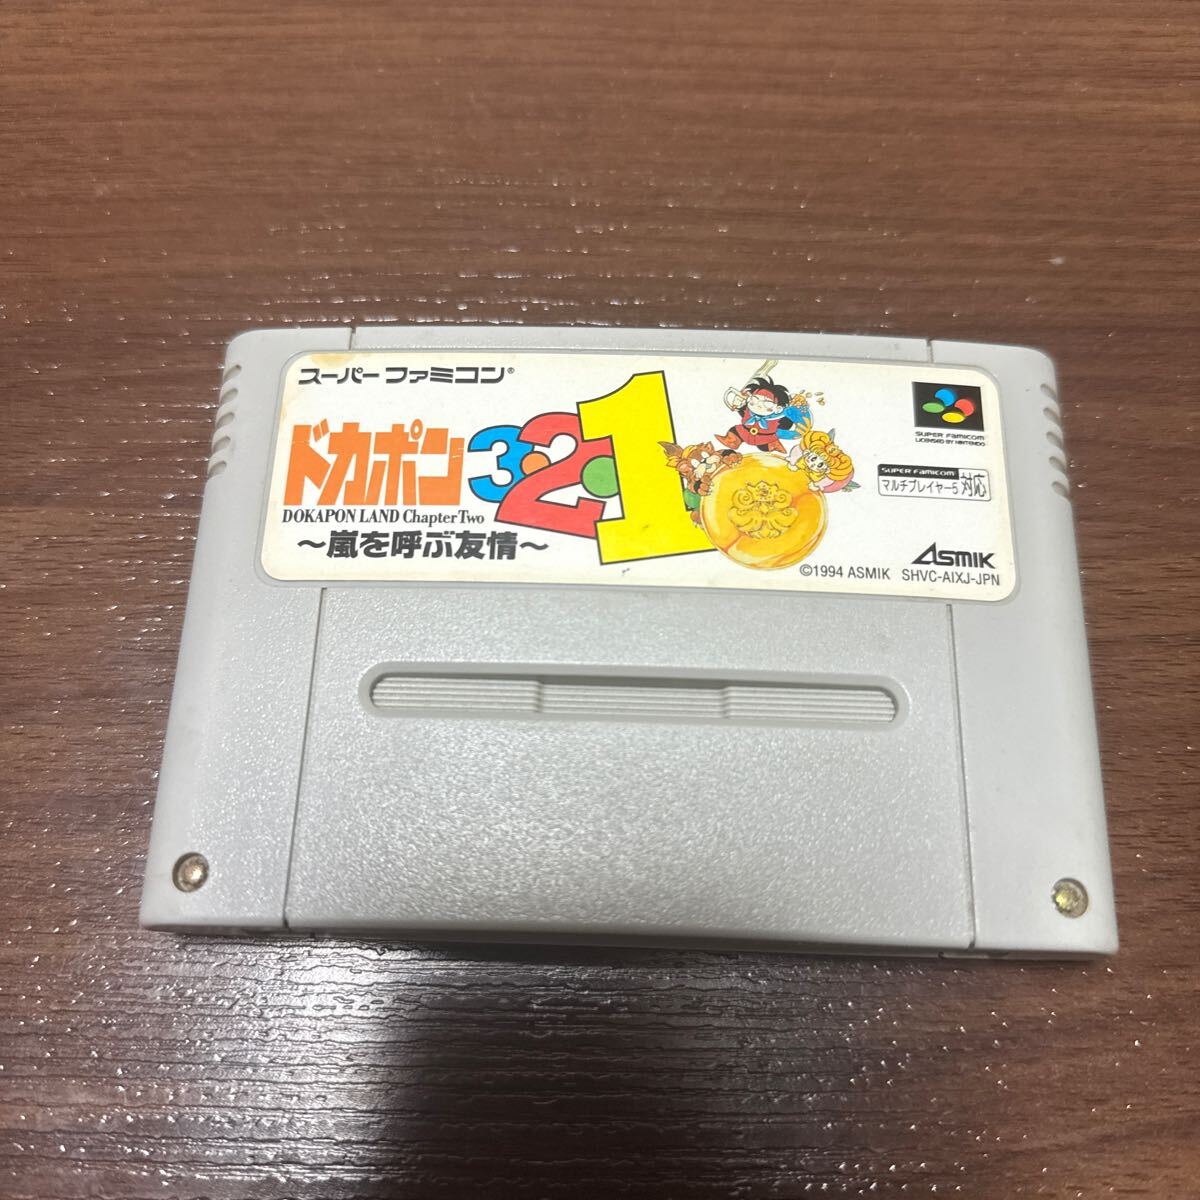 スーパーファミコン®
ドカポン3・2・1
DOKAPON LAND Chapter Two
～嵐を呼ぶ友情～
SUPER FAMICOM
LICENSED BY NINTENDO
SUPER FAMICOM
マルチプレイヤー5 対応
ASMIK
©1994 ASMIK SHVC-AIXJ-JPN